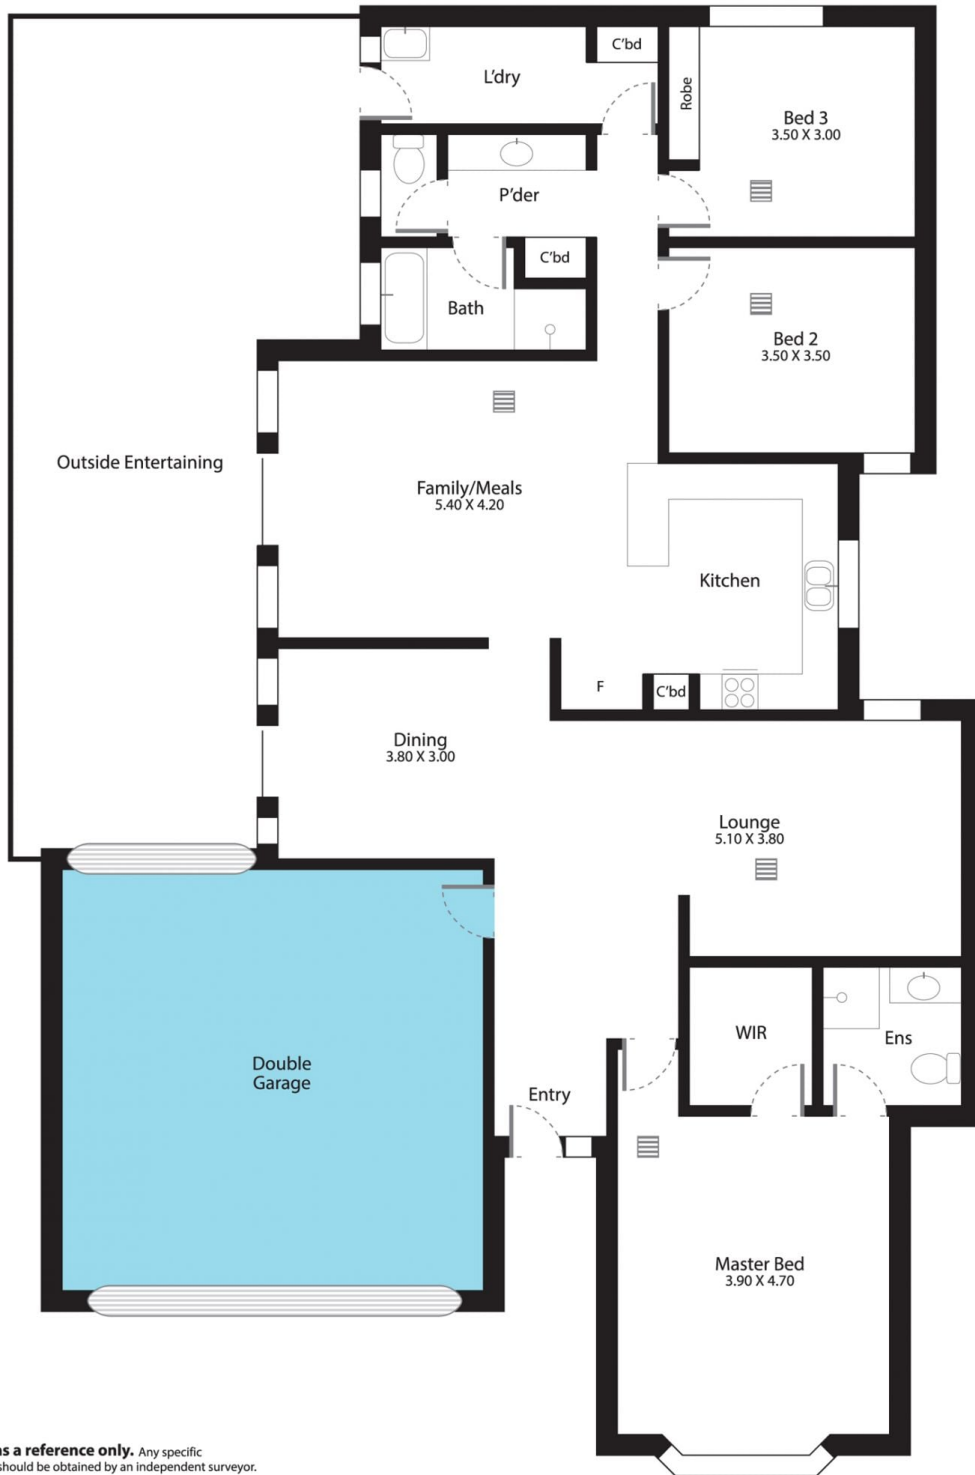 C'bd
L'dry
Robe
Bed 3
3.50 X 3.00
P'der
C'bd
Bath
Bed 2
3.50 X 3.50
Outside Entertaining
Family/Meals
5.40 X 4.20
Kitchen
F
C'bd
Dining
3.80 X 3.00
Lounge
5.10 X 3.80
WIR
Ens
Double
Garage
Entry
Master Bed
3.90 X 4.70
as a reference only. Any specific
should be obtained by an independent surveyor.